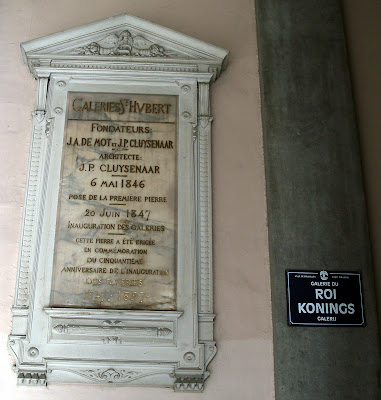 GALERIES ST HVBERT
FONDATEURS:
J.A. DE MOT ET J.P. CLUYSENAAR
ARCHITECTE:
J.P. CLUYSENAAR
6 MAI 1846
POSE DE LA PREMIERE PIERRE
20 JUIN 1847
INAUGURATION DES GALERIES
CETTE PIERRE A ÉTÉ ÉRIGÉE
EN COMMÉMORATION
DU CINQUANTIÈME
ANNIVERSAIRE DE L'INAUGURATION
GALERIE DU
ROI
KONINGS
GALERIJ